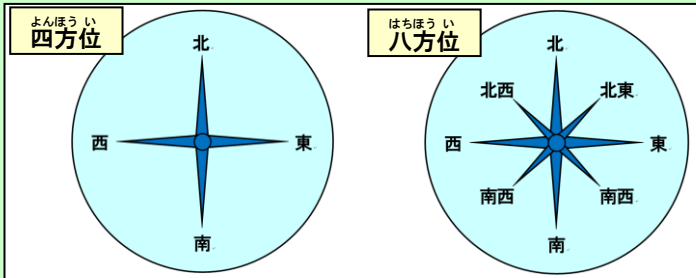 よんほう い
四方位
北
西
東
南
はちほう い
八方位
北
北西
北東
西
東
南西
南西
南